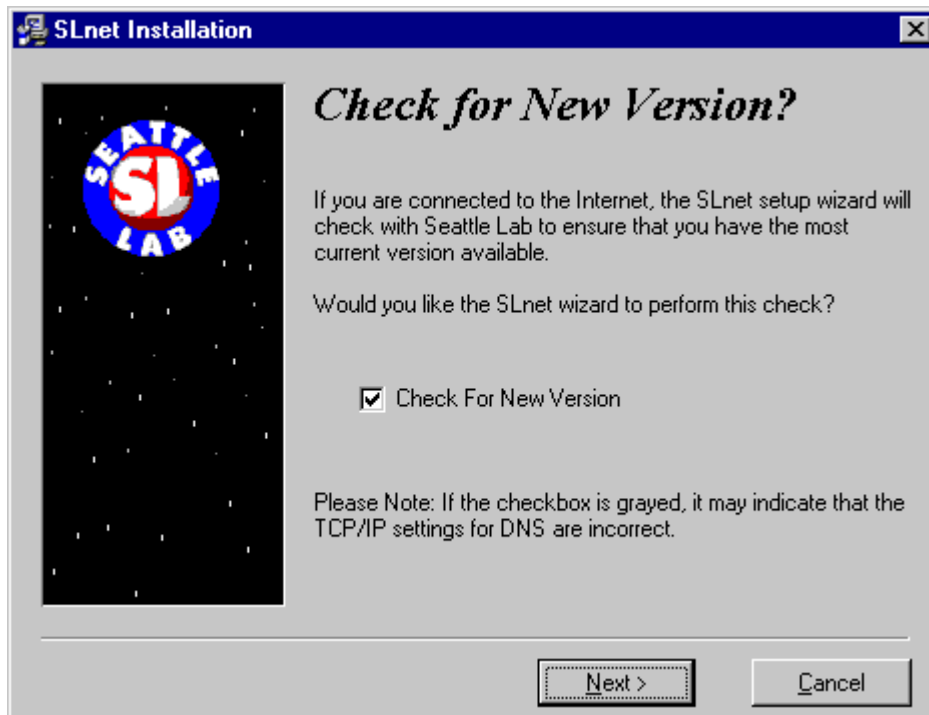 SLnet Installation
SEATTLE
SL
LAB
Check for New Version?
If you are connected to the Internet, the SLnet setup wizard will
check with Seattle Lab to ensure that you have the most
current version available.
Would you like the SLnet wizard to perform this check?
Check For New Version
Please Note: If the checkbox is grayed, it may indicate that the
TCP/IP settings for DNS are incorrect.
Next >
Cancel